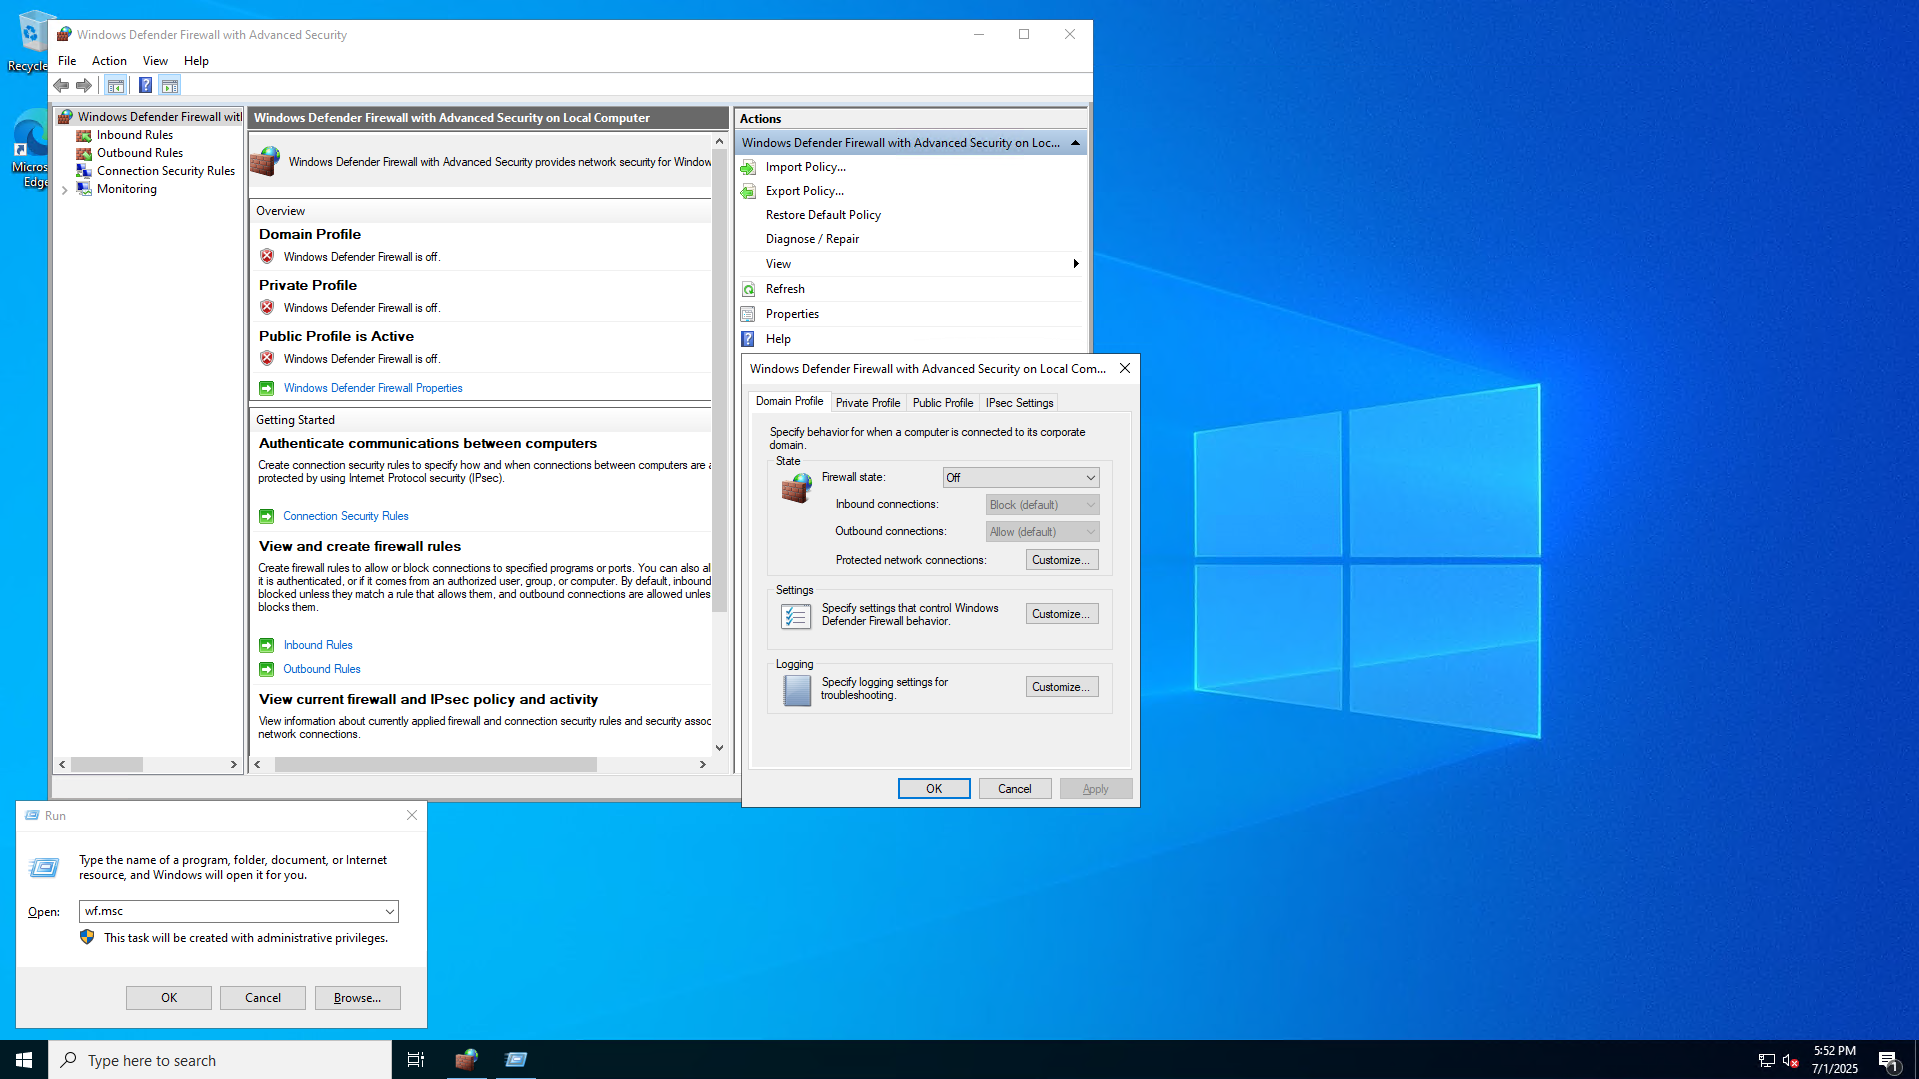 Windows Defender Firewall with Advanced Security
File Action View Help
Windows Defender Firewall wit
Inbound Rules
Outbound Rules
Connection Security Rules
Monitoring
Windows Defender Firewall with Advanced Security on Local Computer
Windows Defender Firewall with Advanced Security provides network security for Window
Overview
Domain Profile
Windows Defender Firewall is off.
Private Profile
Windows Defender Firewall is off.
Public Profile is Active
Windows Defender Firewall is off.
Windows Defender Firewall Properties
Getting Started
Authenticate communications between computers
Create connection security rules to specify how and when connections between computers are a
protected by using Internet Protocol security (IPsec).
Connection Security Rules
View and create firewall rules
Create firewall rules to allow or block connections to specified programs or ports. You can also al
it is authenticated, or if it comes from an authorized user, group, or computer. By default, inbound
blocked unless they match a rule that allows them, and outbound connections are allowed unles
blocks them.
Inbound Rules
Outbound Rules
View current firewall and IPsec policy and activity
View information about currently applied firewall and connection security rules and security assoc
network connections.
Actions
Windows Defender Firewall with Advanced Security on Loc...
Import Policy...
Export Policy...
Restore Default Policy
Diagnose / Repair
View
Refresh
Properties
Help
Windows Defender Firewall with Advanced Security on Local Com...
Domain Profile Private Profile Public Profile IPsec Settings
Specify behavior for when a computer is connected to its corporate
domain.
State
Firewall state: Off
Inbound connections: Block (default)
Outbound connections: Allow (default)
Protected network connections: Customize...
Settings
Specify settings that control Windows
Defender Firewall behavior.
Customize...
Logging
Specify logging settings for
troubleshooting.
Customize...
OK Cancel Apply
Recycle
Micros
Edge
Run
Type the name of a program, folder, document, or Internet
resource, and Windows will open it for you.
Open: wf.msc
This task will be created with administrative privileges.
OK Cancel Browse...
Type here to search
5:52 PM
7/1/2025
1